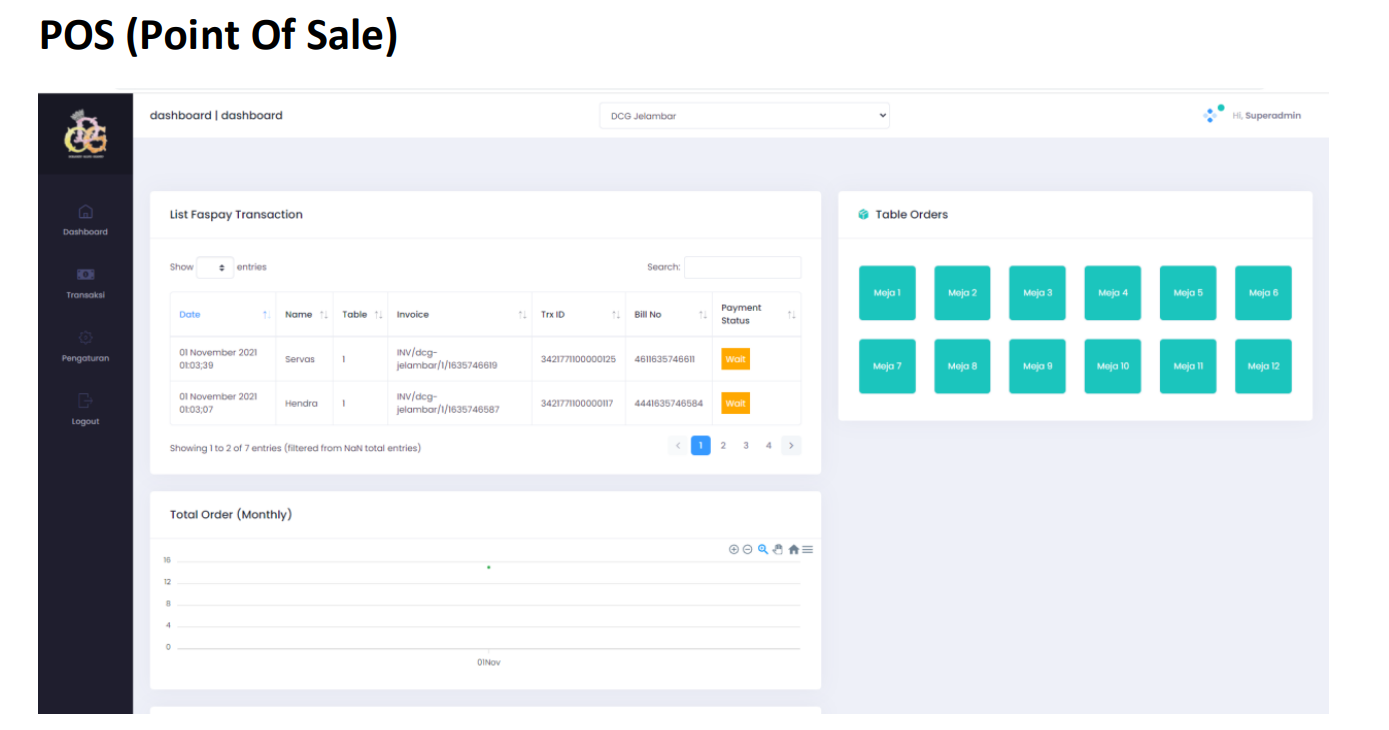 POS (Point Of Sale)
dashboard | dashboard
DCG Jelambar
Hi, Superadmin
Dashboard
Transaksi
Pengaturan
Logout
List Faspay Transaction
Show entries
Search:
Date Name Table Invoice Trx ID Bill No Payment Status
01 November 2021 01:03;39 Servas 1 INV/dcg-jelambar/1/1635746619 3421771100000125 4611635746611 Wait
01 November 2021 01:03;07 Hendra 1 INV/dcg-jelambar/1/1635746587 3421771100000117 4441635746584 Wait
Showing 1 to 2 of 7 entries (filtered from NaN total entries)
1 2 3 4
Table Orders
Meja 1 Meja 2 Meja 3 Meja 4 Meja 5 Meja 6
Meja 7 Meja 8 Meja 9 Meja 10 Meja 11 Meja 12
Total Order (Monthly)
16
12
8
4
0
01Nov